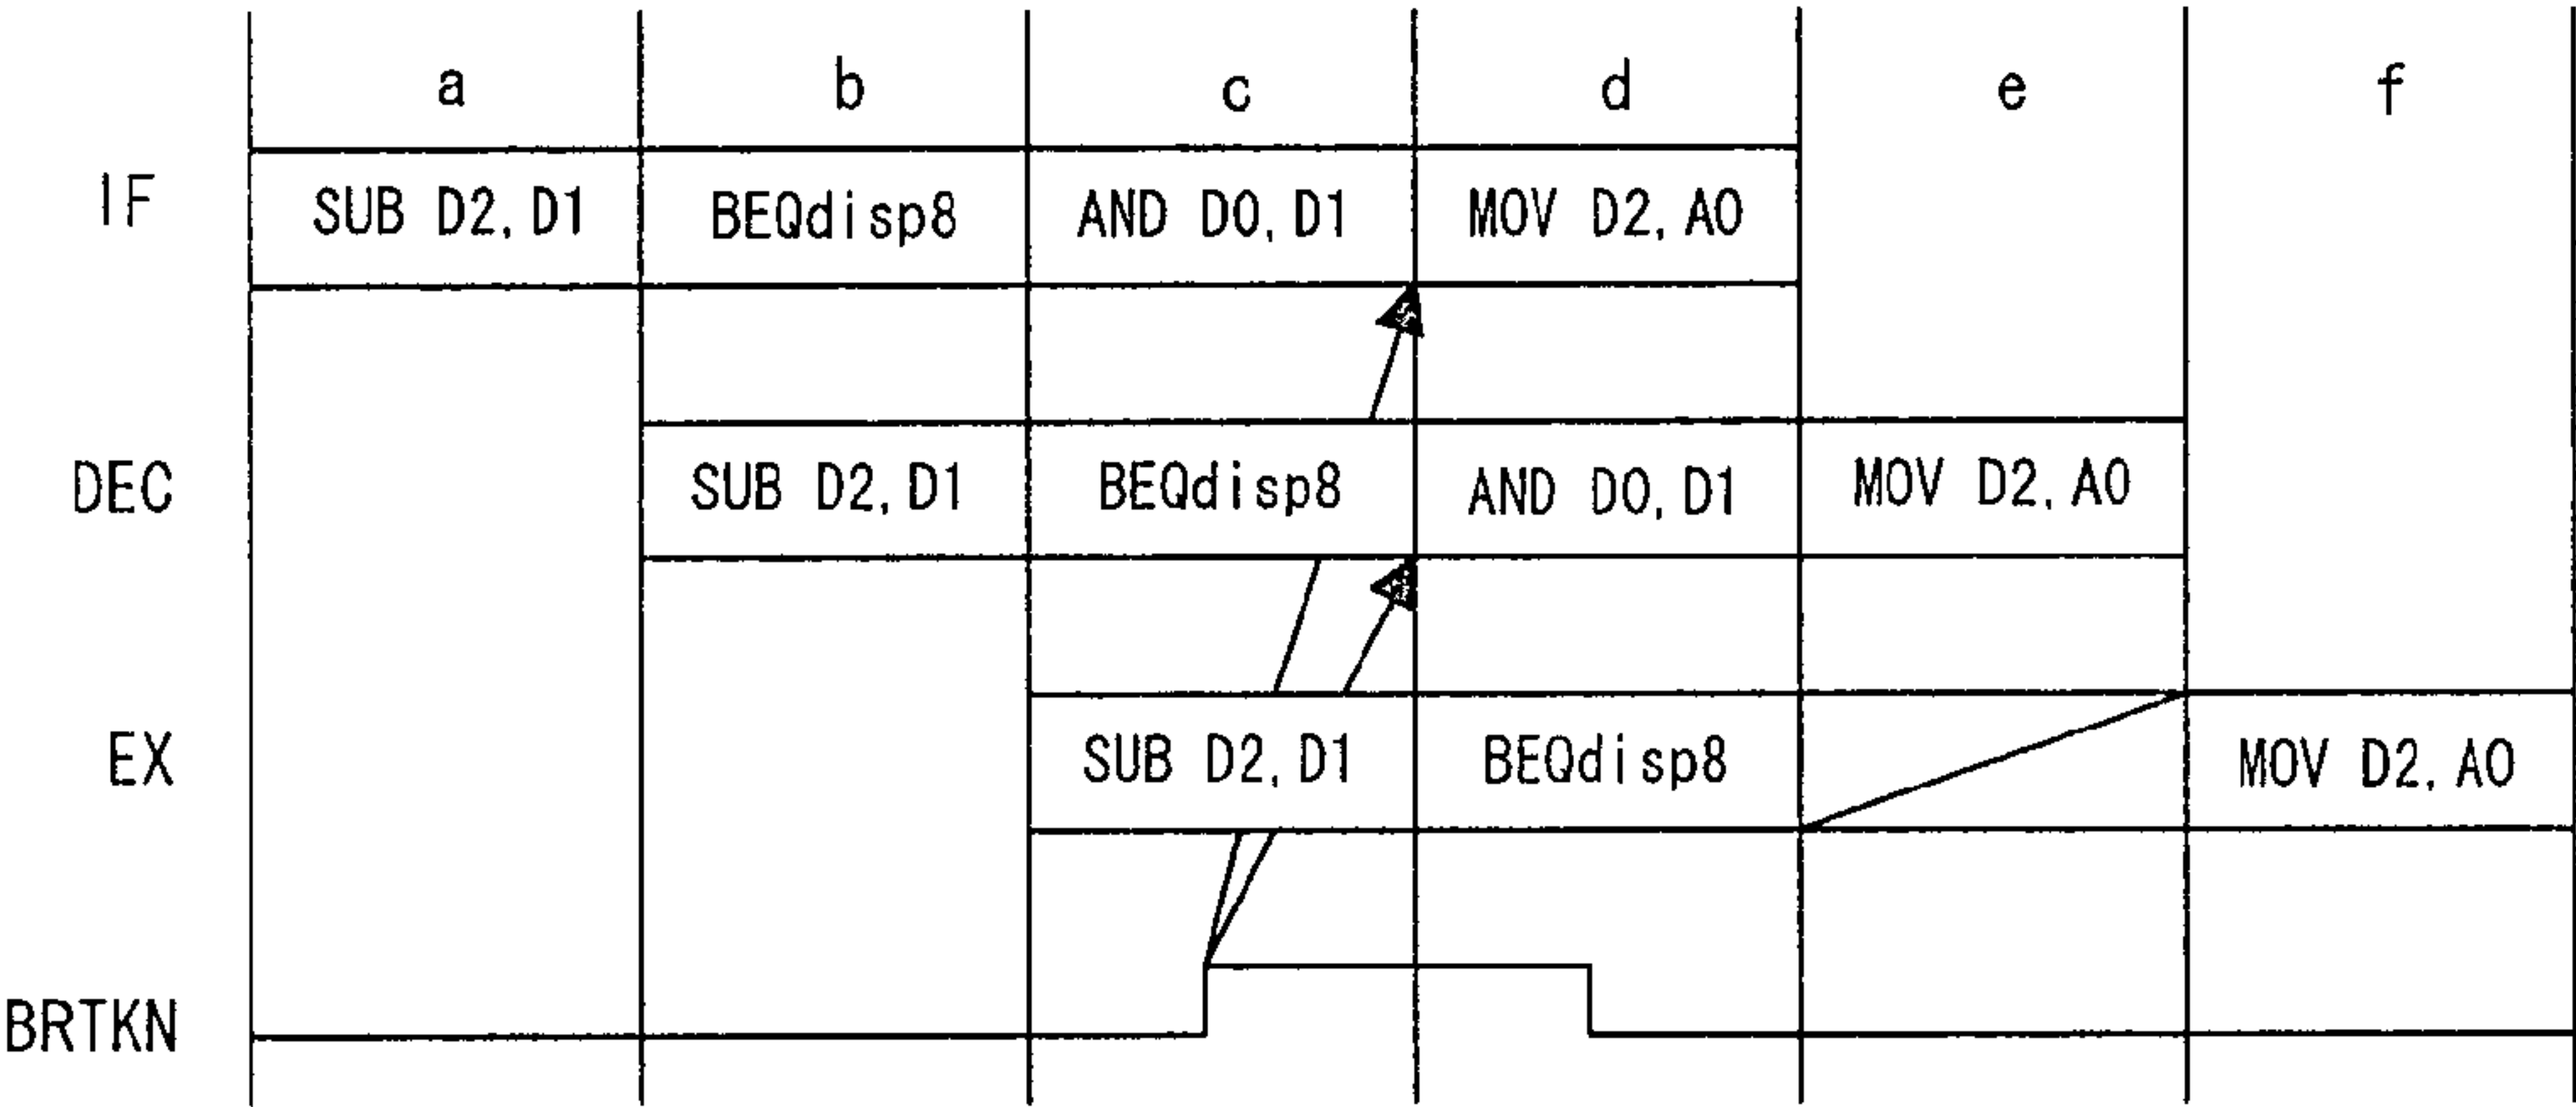 a b c d e f
IF SUB D2, D1 BEQdisp8 AND D0, D1 MOV D2, A0
DEC SUB D2, D1 BEQdisp8 AND D0, D1 MOV D2, A0
EX SUB D2, D1 BEQdisp8 MOV D2, A0
BRTKN